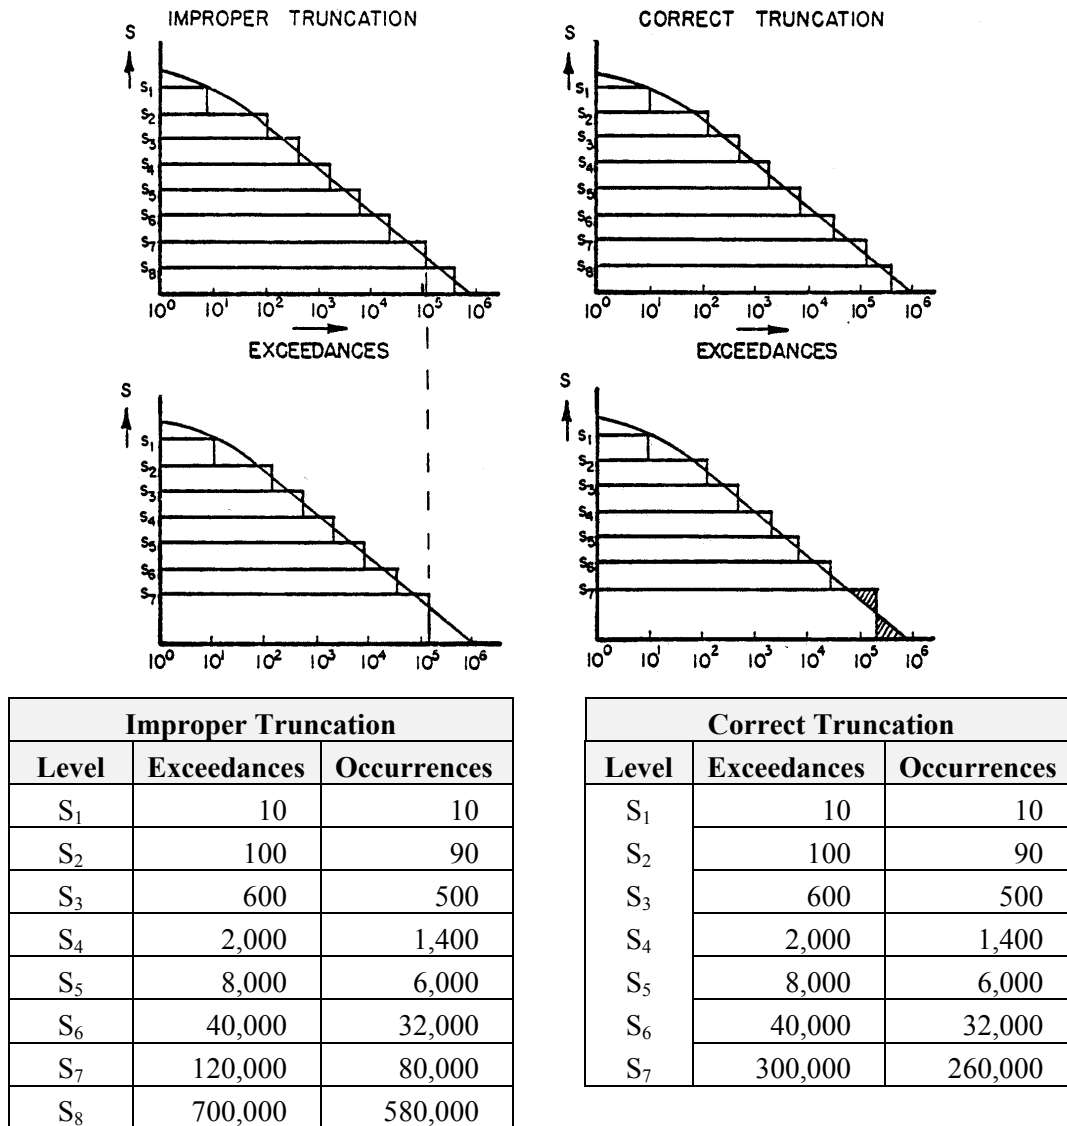 IMPROPER TRUNCATION
S
S1
S2
S3
S4
S5
S6
S7
S8
10^0 10^1 10^2 10^3 10^4 10^5 10^6
EXCEEDANCES
CORRECT TRUNCATION
S
S1
S2
S3
S4
S5
S6
S7
S8
10^0 10^1 10^2 10^3 10^4 10^5 10^6
EXCEEDANCES
S
S1
S2
S3
S4
S5
S6
S7
10^0 10^1 10^2 10^3 10^4 10^5 10^6
S
S1
S2
S3
S4
S5
S6
S7
10^0 10^1 10^2 10^3 10^4 10^5 10^6
Improper Truncation
Level Exceedances Occurrences
S1 10 10
S2 100 90
S3 600 500
S4 2,000 1,400
S5 8,000 6,000
S6 40,000 32,000
S7 120,000 80,000
S8 700,000 580,000
Correct Truncation
Level Exceedances Occurrences
S1 10 10
S2 100 90
S3 600 500
S4 2,000 1,400
S5 8,000 6,000
S6 40,000 32,000
S7 300,000 260,000